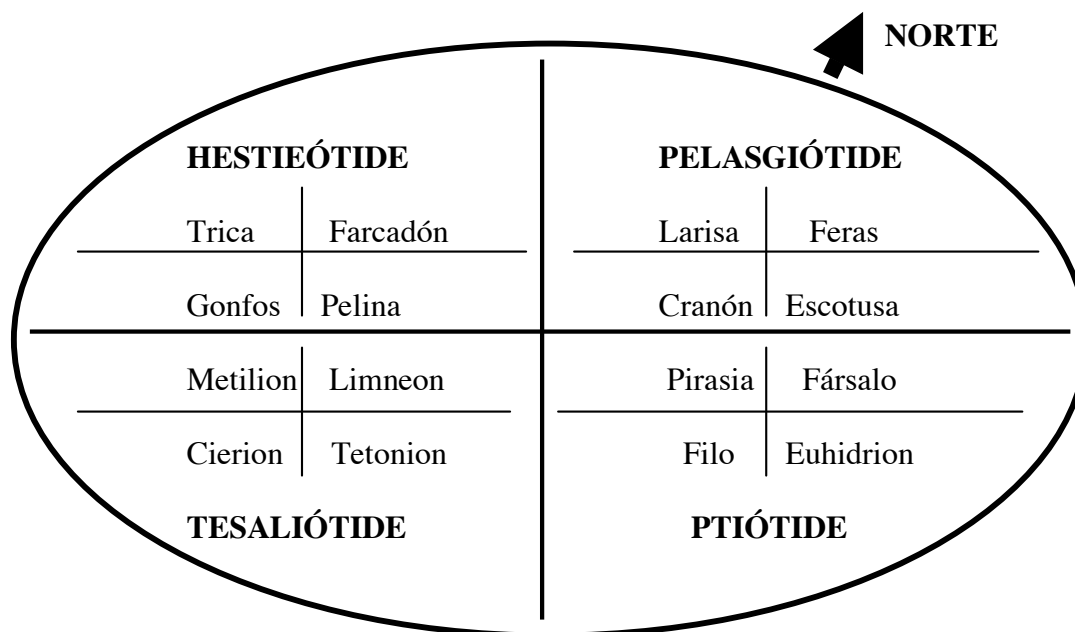 NORTE
HESTIEÓTIDE PELASGIÓTIDE
Trica Farcadón Larisa Feras
Gonfos Pelina Cranón Escotusa
Metilion Limneon Pirasia Fársalo
Cierion Tetonion Filo Euhidrion
TESALIÓTIDE PTIÓTIDE